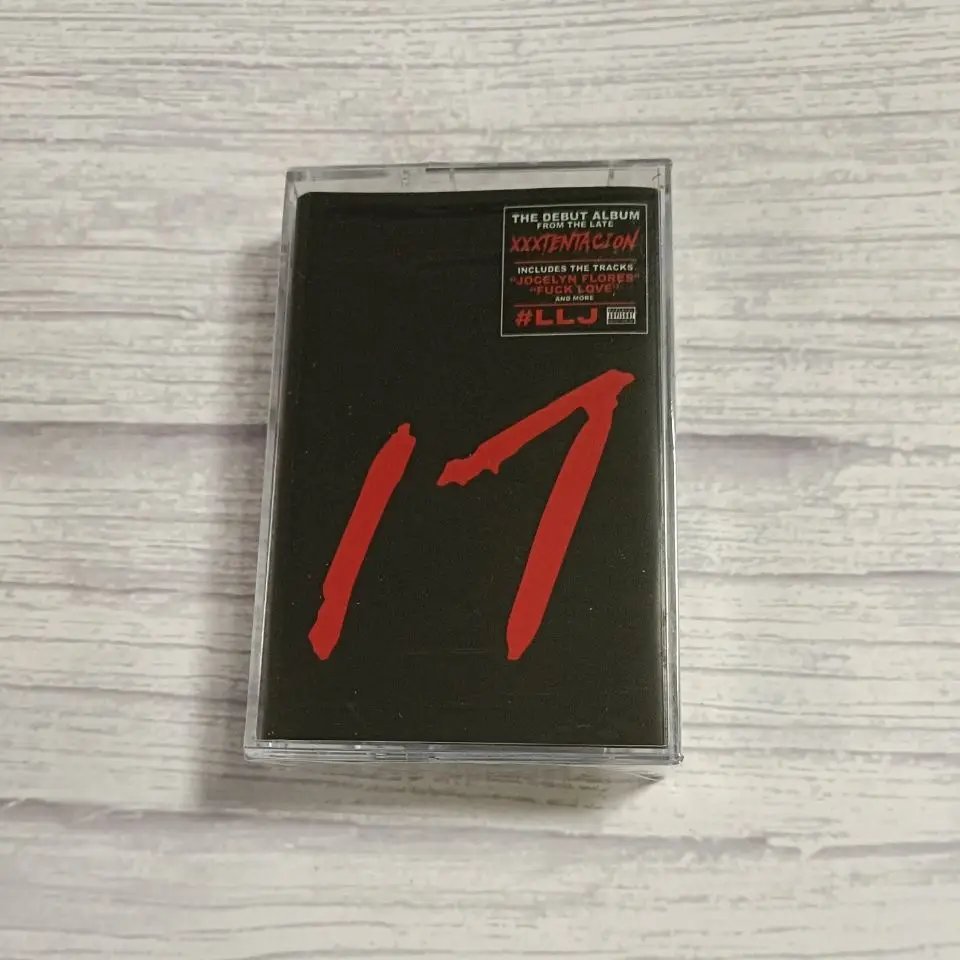 THE DEBUT ALBUM
FROM THE LATE
XXXTENTACION
INCLUDES THE TRACKS
"JOCELYN FLORES"
"FUCK LOVE"
AND MORE
#LLJ
17